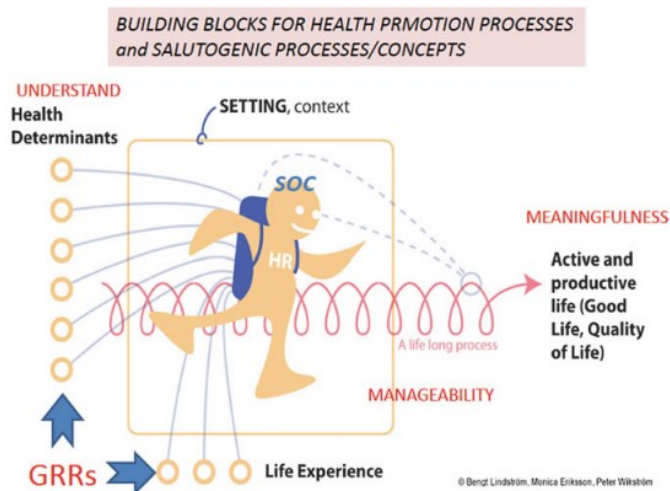 BUILDING BLOCKS FOR HEALTH PRMOTION PROCESSES
and SALUTOGENIC PROCESSES/CONCEPTS
UNDERSTAND
Health
Determinants
SETTING, context
SOC
HR
MEANINGFULNESS
Active and
productive
life (Good
Life, Quality
of Life)
A life long process
MANAGEABILITY
GRRs
Life Experience
© Bengt Lindström, Monica Eriksson, Peter Wikström